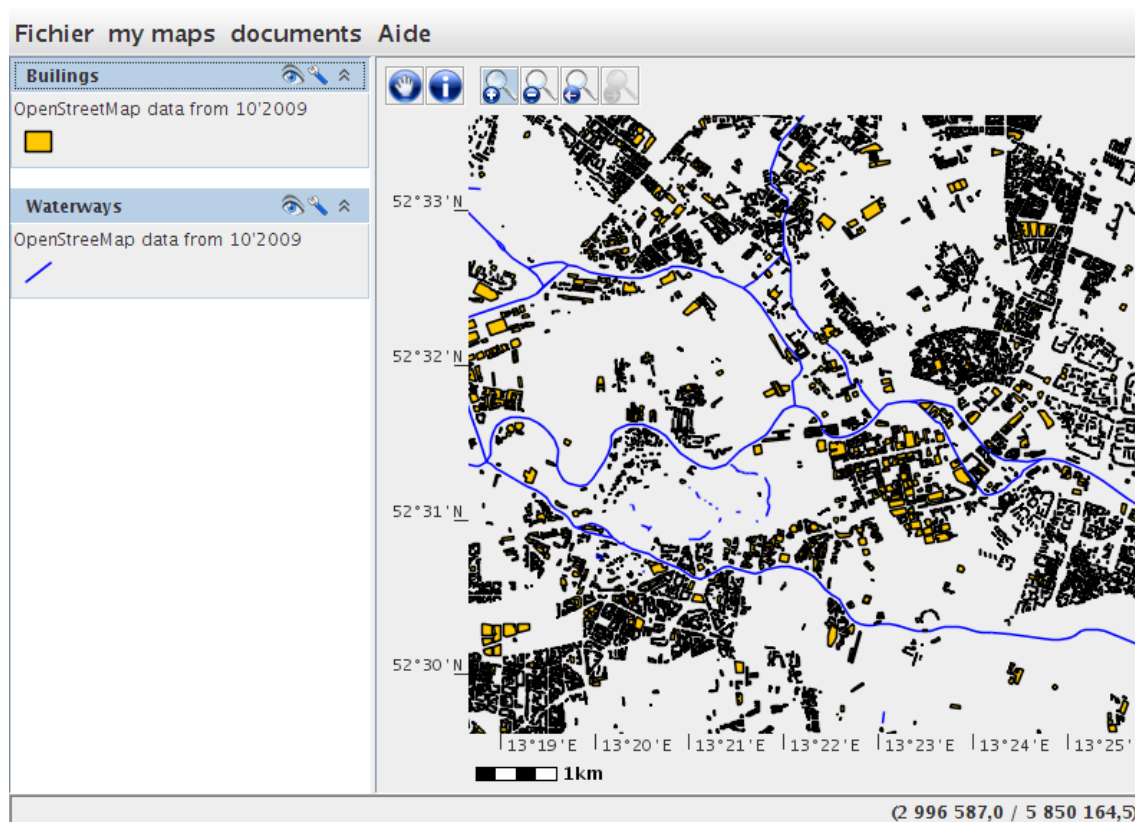 Fichier my maps documents Aide
Builings
OpenStreetMap data from 10'2009
Waterways
OpenStreeMap data from 10'2009
52°33'N
52°32'N
52°31'N
52°30'N
13°19'E 13°20'E 13°21'E 13°22'E 13°23'E 13°24'E 13°25'
1km
(2 996 587,0 / 5 850 164,5)